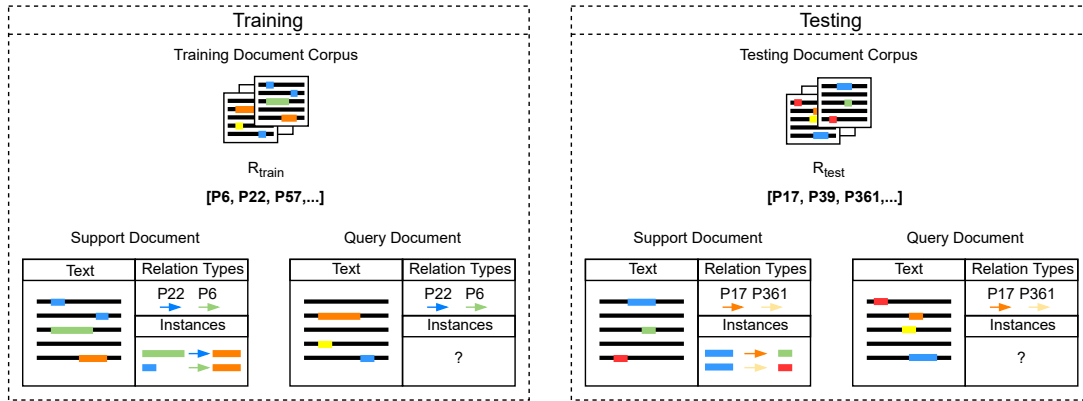 Training
Training Document Corpus
R_train
[P6, P22, P57,...]
Support Document
Text
Relation Types
P22 P6
Instances
Query Document
Text
Relation Types
P22 P6
Instances
?
Testing
Testing Document Corpus
R_test
[P17, P39, P361,...]
Support Document
Text
Relation Types
P17 P361
Instances
Query Document
Text
Relation Types
P17 P361
Instances
?